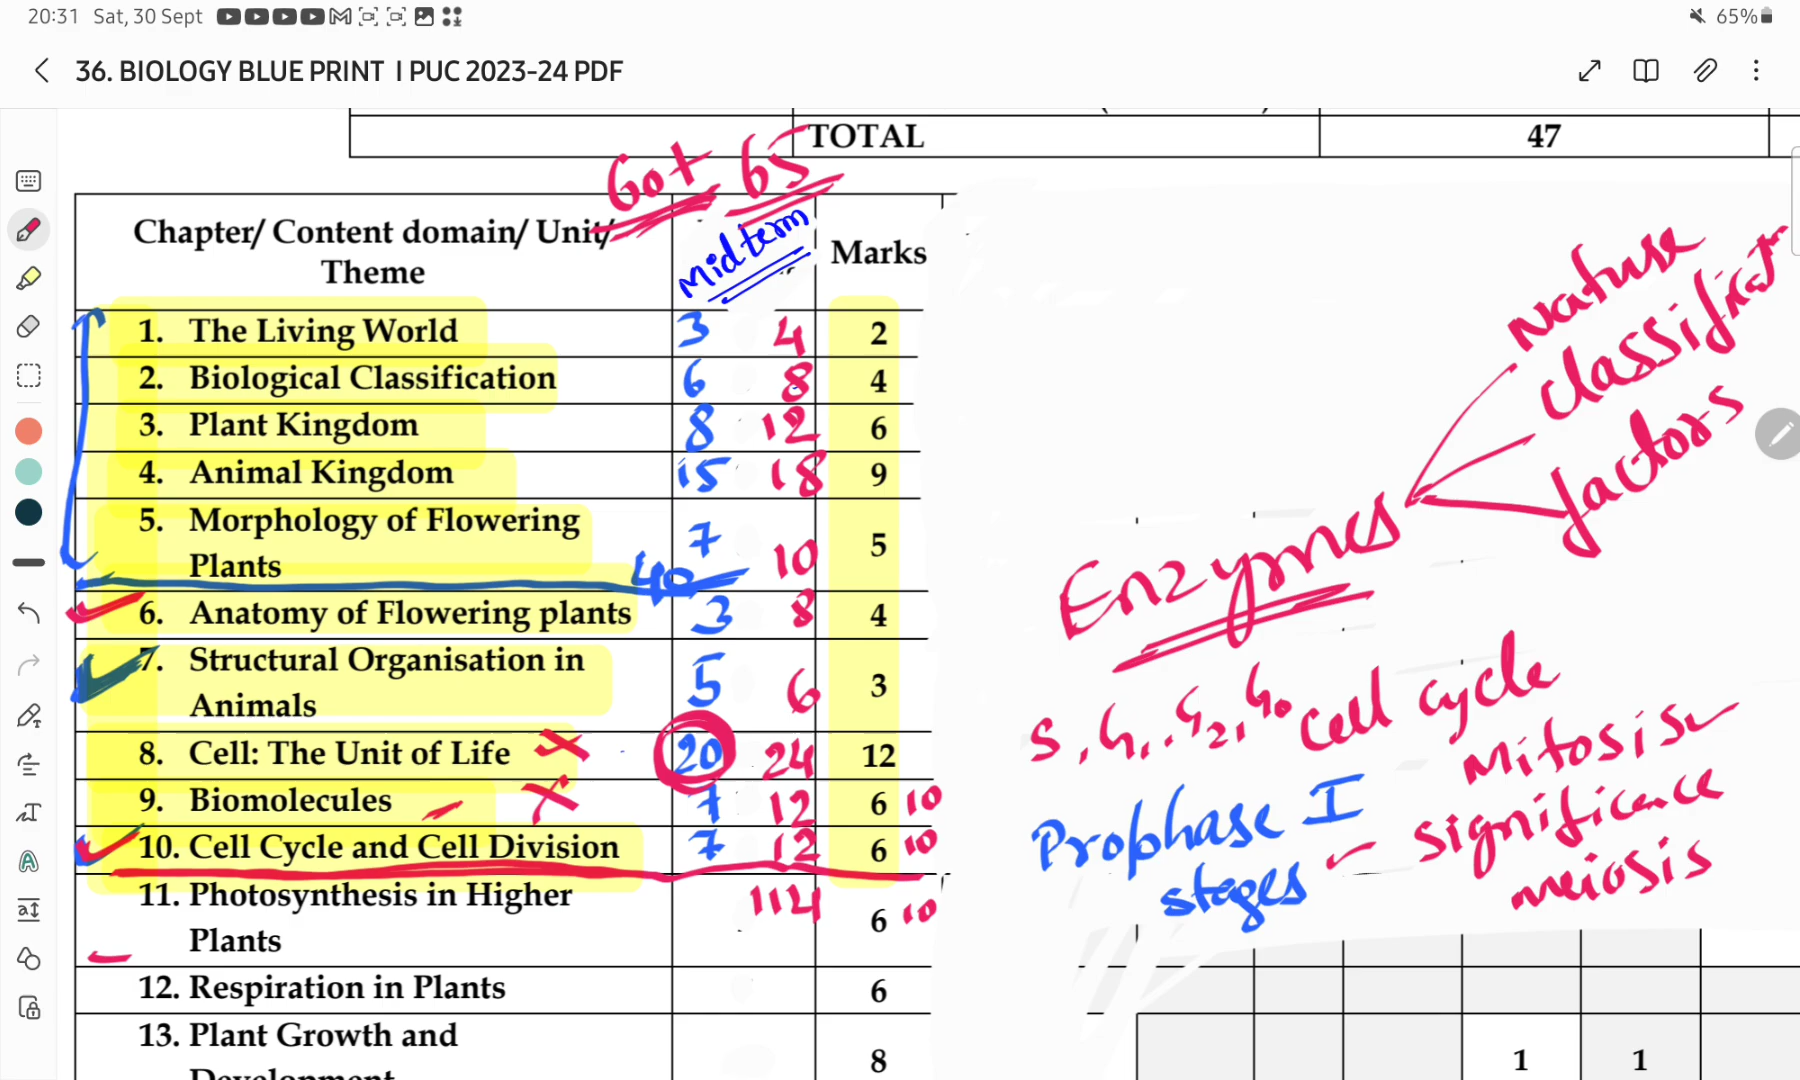 20:31 Sat, 30 Sept
65%
36. BIOLOGY BLUE PRINT I PUC 2023-24 PDF
TOTAL 47
Got 65
Chapter/ Content domain/ Unit/ Theme
midterm
Marks
1. The Living World 3 4 2
2. Biological Classification 6 8 4
3. Plant Kingdom 8 12 6
4. Animal Kingdom 15 18 9
5. Morphology of Flowering Plants 7 10 5
40
6. Anatomy of Flowering plants 3 8 4
7. Structural Organisation in Animals 5 6 3
8. Cell: The Unit of Life 20 24 12
9. Biomolecules 7 12 6 10
10. Cell Cycle and Cell Division 7 12 6 10
114
11. Photosynthesis in Higher Plants 6 10
12. Respiration in Plants 6
13. Plant Growth and Development 8
1 1
Enzymes
Nature
classificat
factors
cell cycle
Mitosis
Prophase I
stages
significance
meiosis